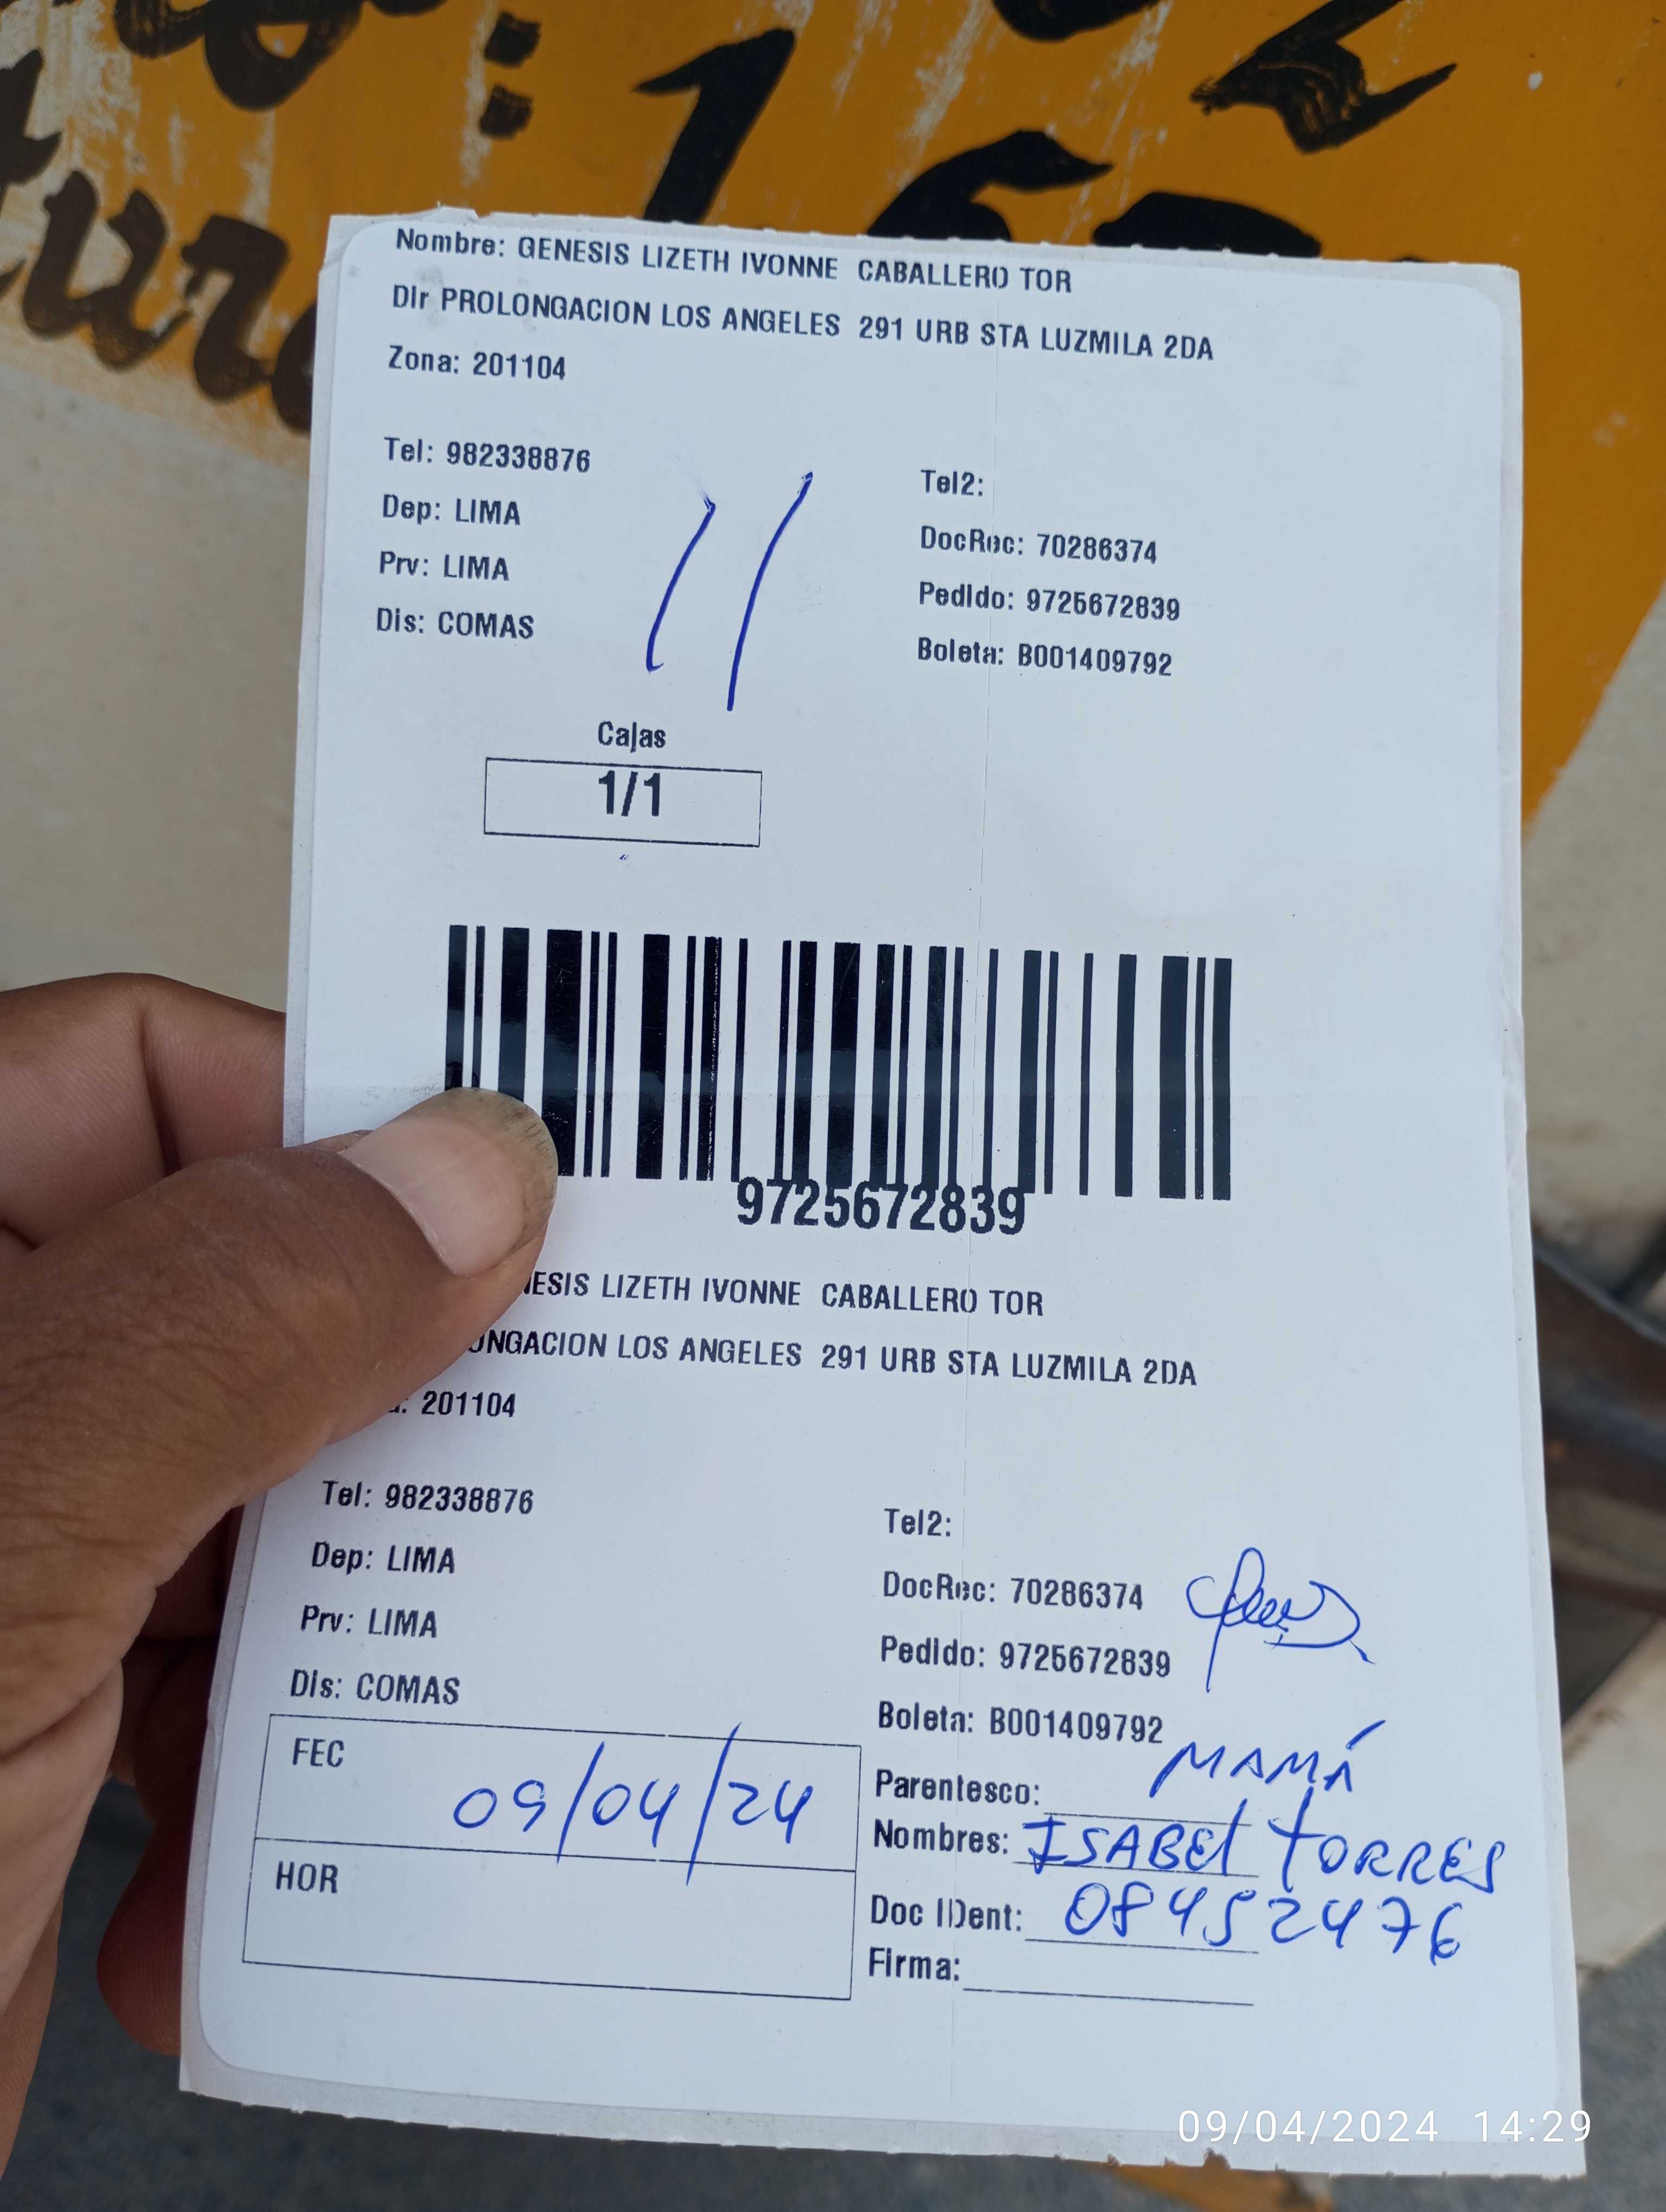 Nombre: GENESIS LIZETH IVONNE CABALLERO TOR
Dir PROLONGACION LOS ANGELES 291 URB STA LUZMILA 2DA
Zona: 201104
Tel: 982338876
Tel2:
Dep: LIMA
DocRec: 70286374
Prv: LIMA
Pedido: 9725672839
Dis: COMAS
Boleta: B001409792
Cajas
1/1
9725672839
ESIS LIZETH IVONNE CABALLERO TOR
ONGACION LOS ANGELES 291 URB STA LUZMILA 2DA
a: 201104
Tel: 982338876
Tel2:
Dep: LIMA
DocRec: 70286374
Prv: LIMA
Pedido: 9725672839
Dis: COMAS
Boleta: B001409792
FEC 09/04/24
Parentesco: MAMÁ
Nombres: ISABEL TORRES
HOR
Doc IDent: 08452476
Firma:
09/04/2024 14:29